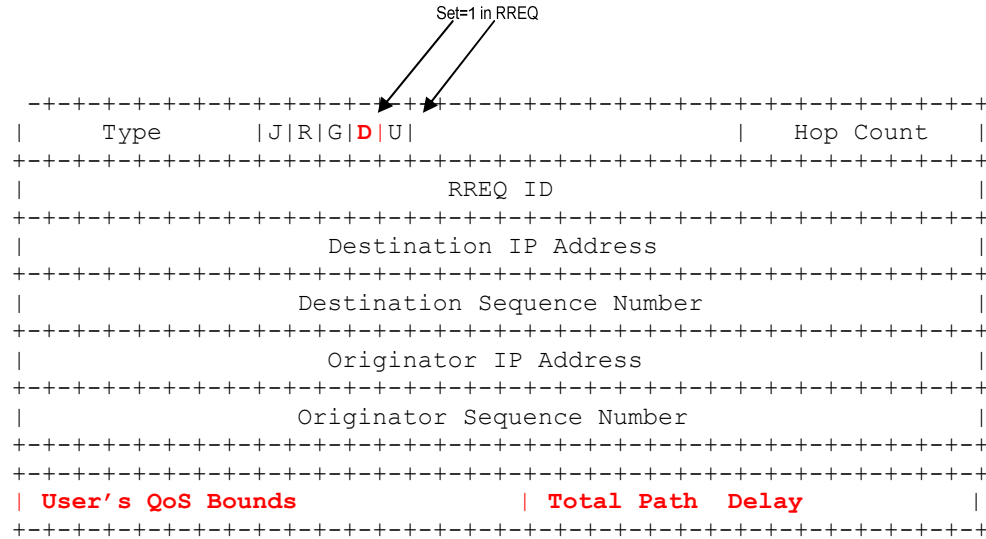 Set=1 in RREQ
-+-+-+-+-+-+-+-+-+-+-+-+-+-+-+-+-+-+-+-+-+-+-+-+-+-+-+-+-+-+-+-+
| Type |J|R|G|D|U| | Hop Count |
+-+-+-+-+-+-+-+-+-+-+-+-+-+-+-+-+-+-+-+-+-+-+-+-+-+-+-+-+-+-+-+-+
| RREQ ID |
+-+-+-+-+-+-+-+-+-+-+-+-+-+-+-+-+-+-+-+-+-+-+-+-+-+-+-+-+-+-+-+-+
| Destination IP Address |
+-+-+-+-+-+-+-+-+-+-+-+-+-+-+-+-+-+-+-+-+-+-+-+-+-+-+-+-+-+-+-+-+
| Destination Sequence Number |
+-+-+-+-+-+-+-+-+-+-+-+-+-+-+-+-+-+-+-+-+-+-+-+-+-+-+-+-+-+-+-+-+
| Originator IP Address |
+-+-+-+-+-+-+-+-+-+-+-+-+-+-+-+-+-+-+-+-+-+-+-+-+-+-+-+-+-+-+-+-+
| Originator Sequence Number |
+-+-+-+-+-+-+-+-+-+-+-+-+-+-+-+-+-+-+-+-+-+-+-+-+-+-+-+-+-+-+-+-+
+-+-+-+-+-+-+-+-+-+-+-+-+-+-+-+-+-+-+-+-+-+-+-+-+-+-+-+-+-+-+-+-+
| User’s QoS Bounds | Total Path Delay |
+-+-+-+-+-+-+-+-+-+-+-+-+-+-+-+-+-+-+-+-+-+-+-+-+-+-+-+-+-+-+-+-+